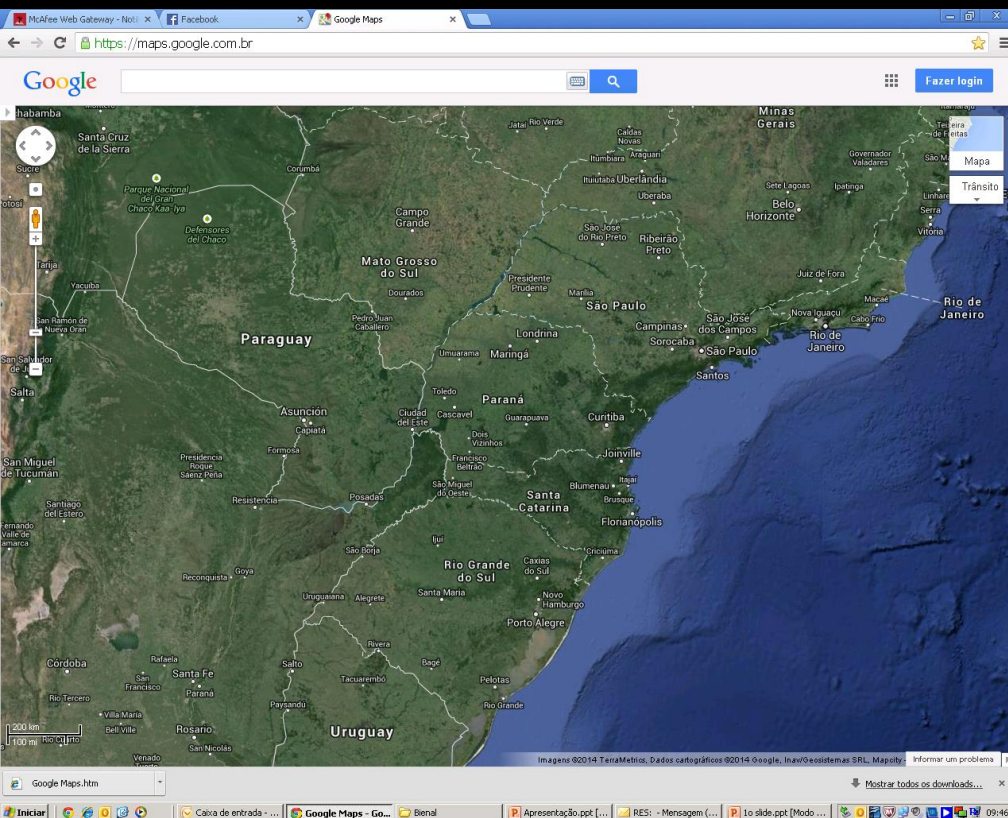 McAfee Web Gateway - Noti
Facebook
Google Maps
https://maps.google.com.br
Google
Fazer login
Minas
Gerais
Santa Cruz
de la Sierra
Sucre
Corumbá
Jataí
Rio Verde
Caldas
Novas
Itumbiara
Araguari
Ituiutaba
Uberlândia
Uberaba
Governador
Valadares
Sete Lagoas
Ipatinga
Belo
Horizonte
Mapa
Trânsito
Linhare
Serra
Vitória
Parque Nacional
del Gran
Chaco Kaa-Iya
Defensores
del Chaco
Campo
Grande
São José
do Rio Preto
Ribeirão
Preto
Mato Grosso
do Sul
Dourados
Presidente
Prudente
Marília
São Paulo
Juiz de Fora
Macaé
Rio de
Janeiro
Tarija
Yacuiba
San Ramón de
la Nueva Orán
Pedro Juan
Caballero
Paraguay
Londrina
Umuarama
Maringá
Campinas
Sorocaba
São José
dos Campos
São Paulo
Nova Iguaçu
Cabo Frio
Rio de
Janeiro
Santos
San Salvador
de Ju
Salta
Toledo
Paraná
Asunción
Capiatá
Ciudad
del Este
Cascavel
Guarapuava
Curitiba
Formosa
Dois
Vizinhos
Francisco
Beltrão
Joinville
San Miguel
de Tucumán
Presidencia
Roque
Sáenz Peña
São Miguel
do Oeste
Blumenau
Itajaí
Brusque
Resistencia
Posadas
Santa
Catarina
Florianópolis
Santiago
del Estero
Fernando
Valle de
amarca
Ijuí
São Borja
Criciúma
Rio Grande
do Sul
Caxias
do Sul
Reconquista
Goya
Uruguaiana
Alegrete
Santa Maria
Novo
Hamburgo
Porto Alegre
Rivera
Córdoba
Rafaela
San
Francisco
Santa Fe
Paraná
Salto
Tacuarembó
Bagé
Pelotas
Rio Grande
Río Tercero
Villa María
Bell Ville
Paysandú
200 km
100 mi
Río Cuarto
Rosario
San Nicolás
Uruguay
Venado
Imagens ©2014 TerraMetrics, Dados cartográficos ©2014 Google, Inav/Geosistemas SRL, Mapcity -
Informar um problema
Google Maps.htm
Mostrar todos os downloads...
Iniciar
Caixa de entrada - ...
Google Maps - Go...
Bienal
Apresentação.ppt [...
RES: - Mensagem (...
1o slide.ppt [Modo ...
09:46